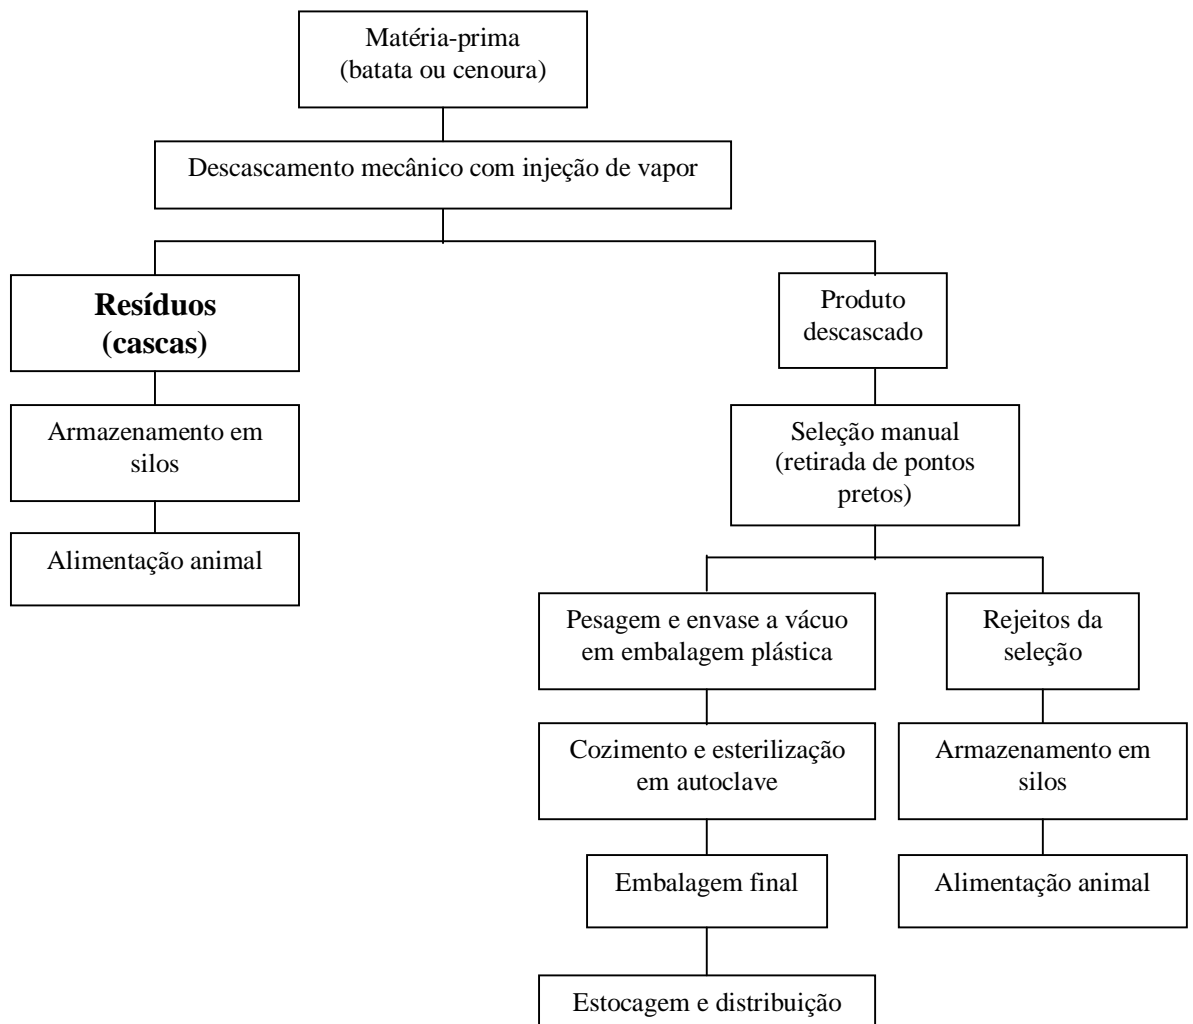 Matéria-prima
(batata ou cenoura)
Descascamento mecânico com injeção de vapor
Resíduos
(cascas)
Armazenamento em
silos
Alimentação animal
Produto
descascado
Seleção manual
(retirada de pontos
pretos)
Pesagem e envase a vácuo
em embalagem plástica
Cozimento e esterilização
em autoclave
Embalagem final
Estocagem e distribuição
Rejeitos da
seleção
Armazenamento em
silos
Alimentação animal